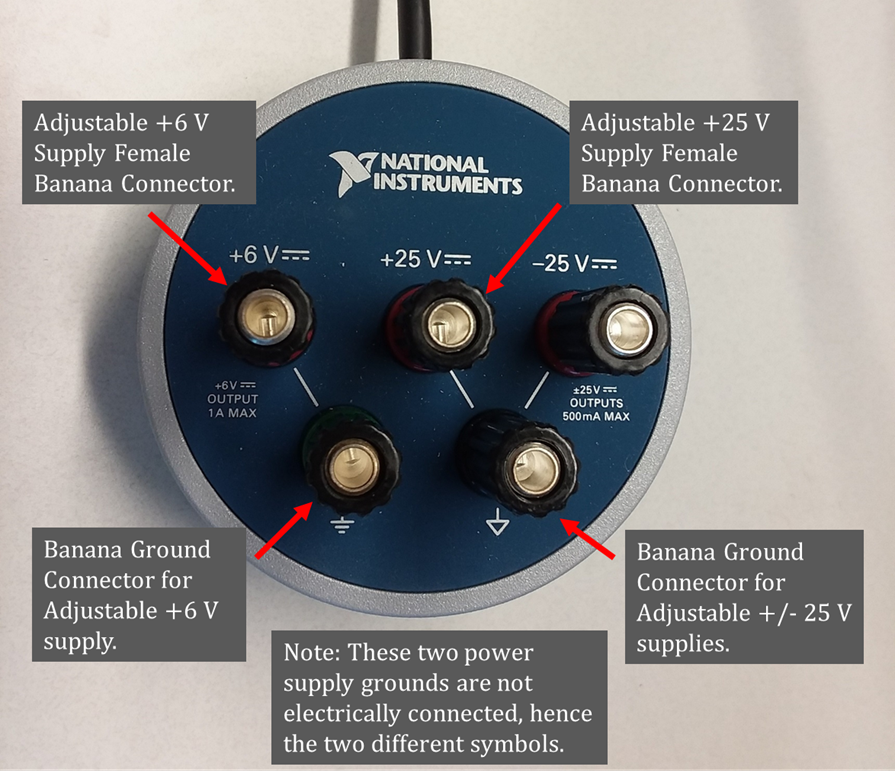 Adjustable +6 V
Supply Female
Banana Connector.
Adjustable +25 V
Supply Female
Banana Connector.
NATIONAL
INSTRUMENTS
+6 V
+25 V
−25 V
+6V
OUTPUT
1A MAX
±25V
OUTPUTS
500mA MAX
Banana Ground
Connector for
Adjustable +6 V
supply.
Banana Ground
Connector for
Adjustable +/- 25 V
supplies.
Note: These two power
supply grounds are not
electrically connected, hence
the two different symbols.